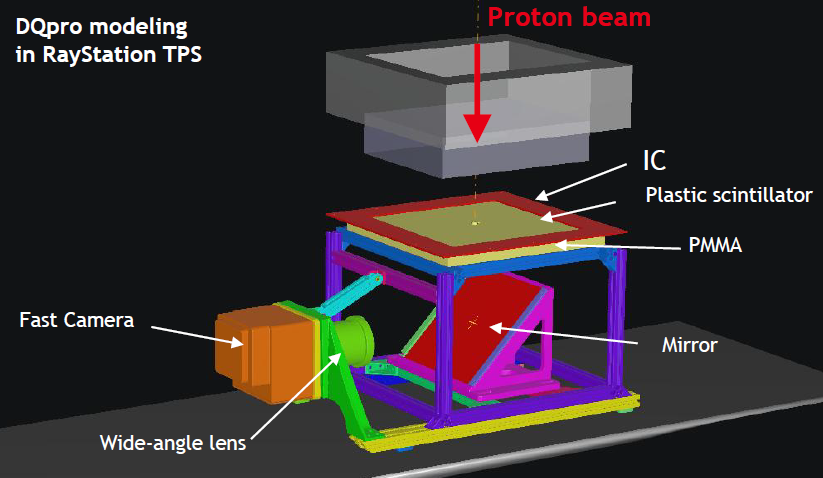 DQpro modeling
in RayStation TPS
Proton beam
IC
Plastic scintillator
PMMA
Fast Camera
Mirror
Wide-angle lens